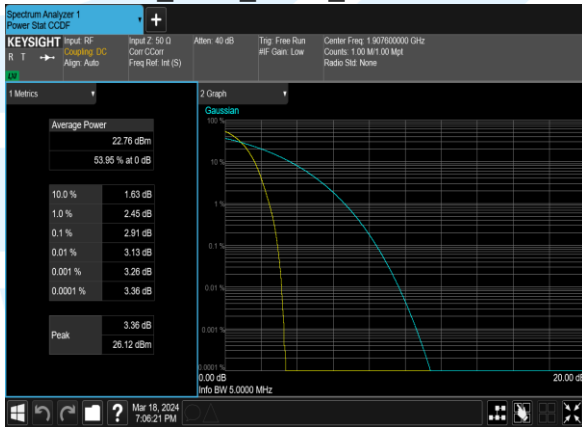 Spectrum Analyzer 1
Power Stat CCDF
+
KEYSIGHT
R T
Input: RF
Coupling: DC
Align: Auto
Input Z: 50 Ω
Corr CCorr
Freq Ref: Int (S)
Atten: 40 dB
Trig: Free Run
#IF Gain: Low
Center Freq: 1.907600000 GHz
Counts: 1.00 M/1.00 Mpt
Radio Std: None
1 Metrics
Average Power
22.76 dBm
53.95 % at 0 dB
10.0 % 1.63 dB
1.0 % 2.45 dB
0.1 % 2.91 dB
0.01 % 3.13 dB
0.001 % 3.26 dB
0.0001 % 3.36 dB
Peak
3.36 dB
26.12 dBm
2 Graph
Gaussian
100 %
10 %
1 %
0.1 %
0.01 %
0.001 %
0.0001 %
0.00 dB 20.00 dB
Info BW 5.0000 MHz
?
Mar 18, 2024
7:06:21 PM